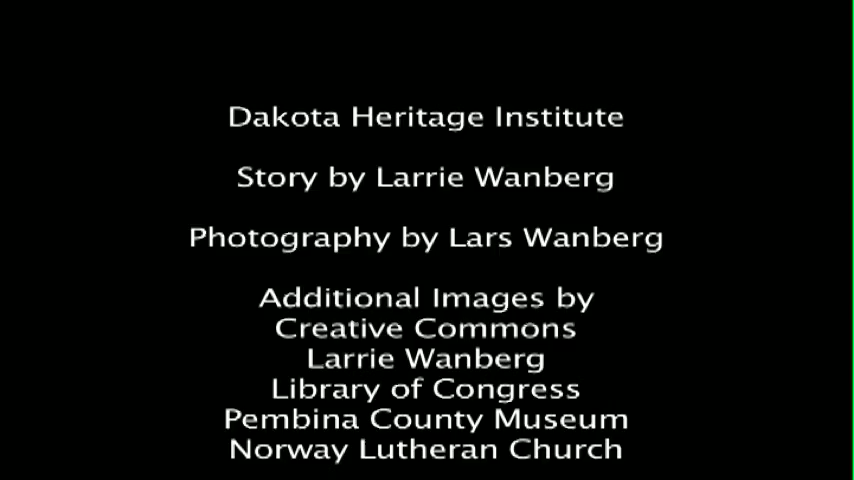 Dakota Heritage Institute
Story by Larrie Wanberg
Photography by Lars Wanberg
Additional Images by
Creative Commons
Larrie Wanberg
Library of Congress
Pembina County Museum
Norway Lutheran Church